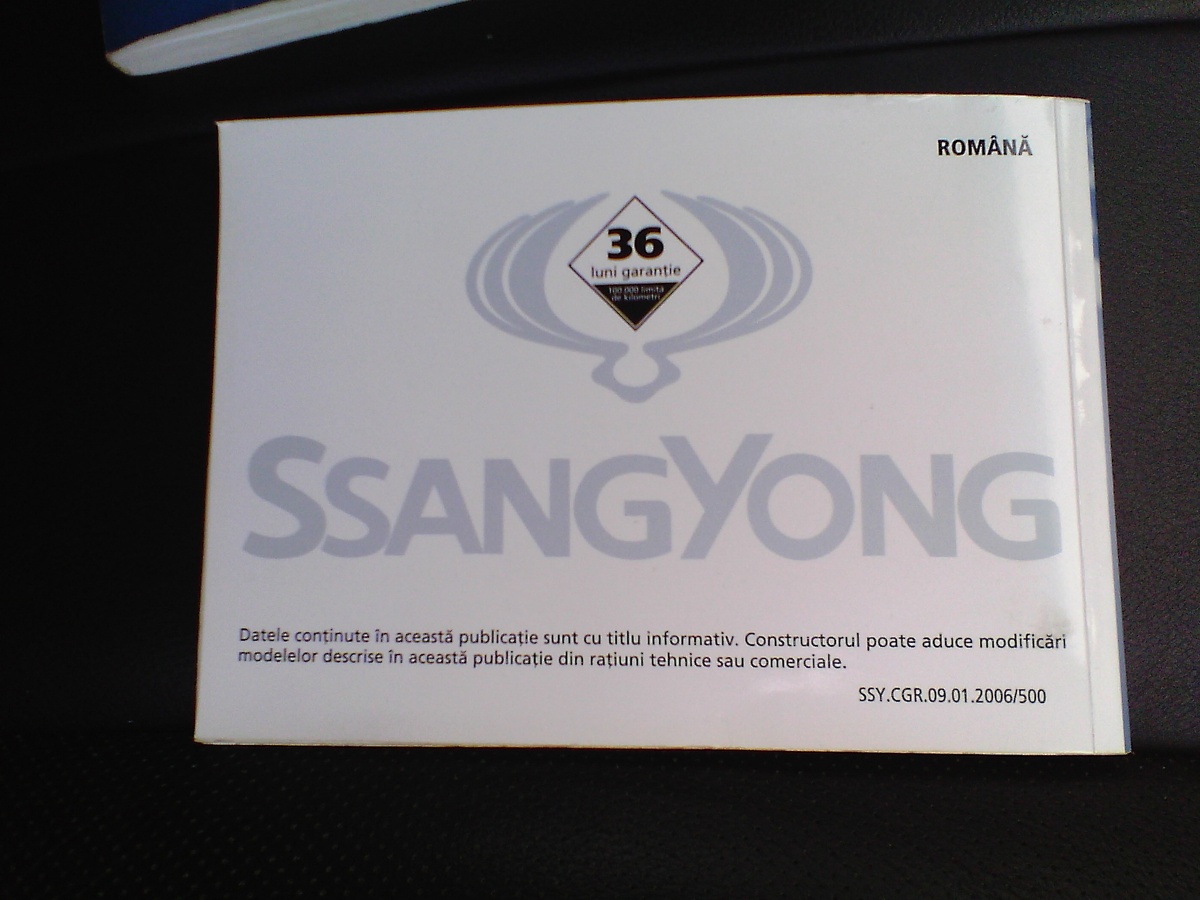 ROMÂNĂ
36
luni garanție
100.000 limită
de kilometri
SSANGYONG
Datele conținute în această publicație sunt cu titlu informativ. Constructorul poate aduce modificări
modelelor descrise în această publicație din rațiuni tehnice sau comerciale.
SSY.CGR.09.01.2006/500